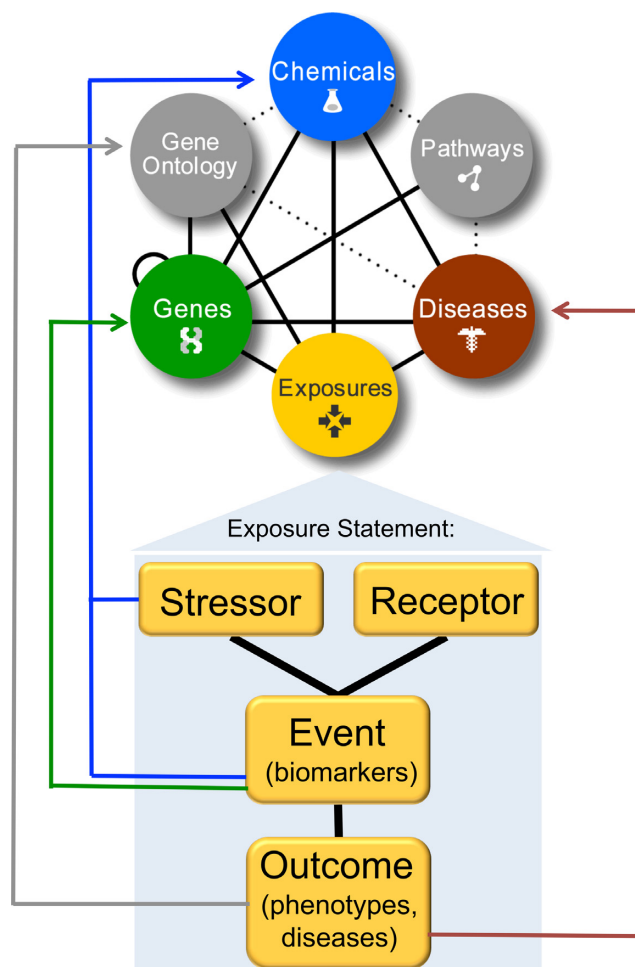 Chemicals
Gene
Ontology
Pathways
Genes
Diseases
Exposures
Exposure Statement:
Stressor
Receptor
Event
(biomarkers)
Outcome
(phenotypes,
diseases)